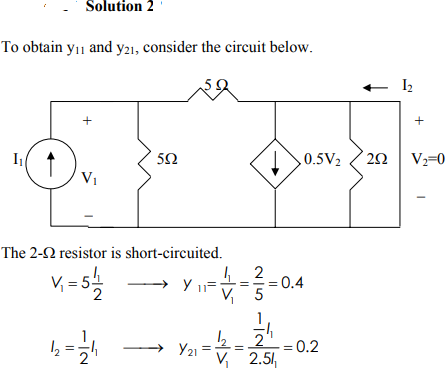 Solution 2
To obtain y₁₁ and y₂₁, consider the circuit below.
5 Ω
I₂
+
+
I₁
5Ω
0.5V₂
2Ω
V₂=0
V₁
–
–
The 2-Ω resistor is short-circuited.
V₁ = 5 I₁/2 ⟶ y ₁₁= I₁/V₁ = 2/5 = 0.4
I₂ = 1/2 I₁ ⟶ y₂₁ = I₂/V₁ = (1/2 I₁)/(2.5I₁) = 0.2